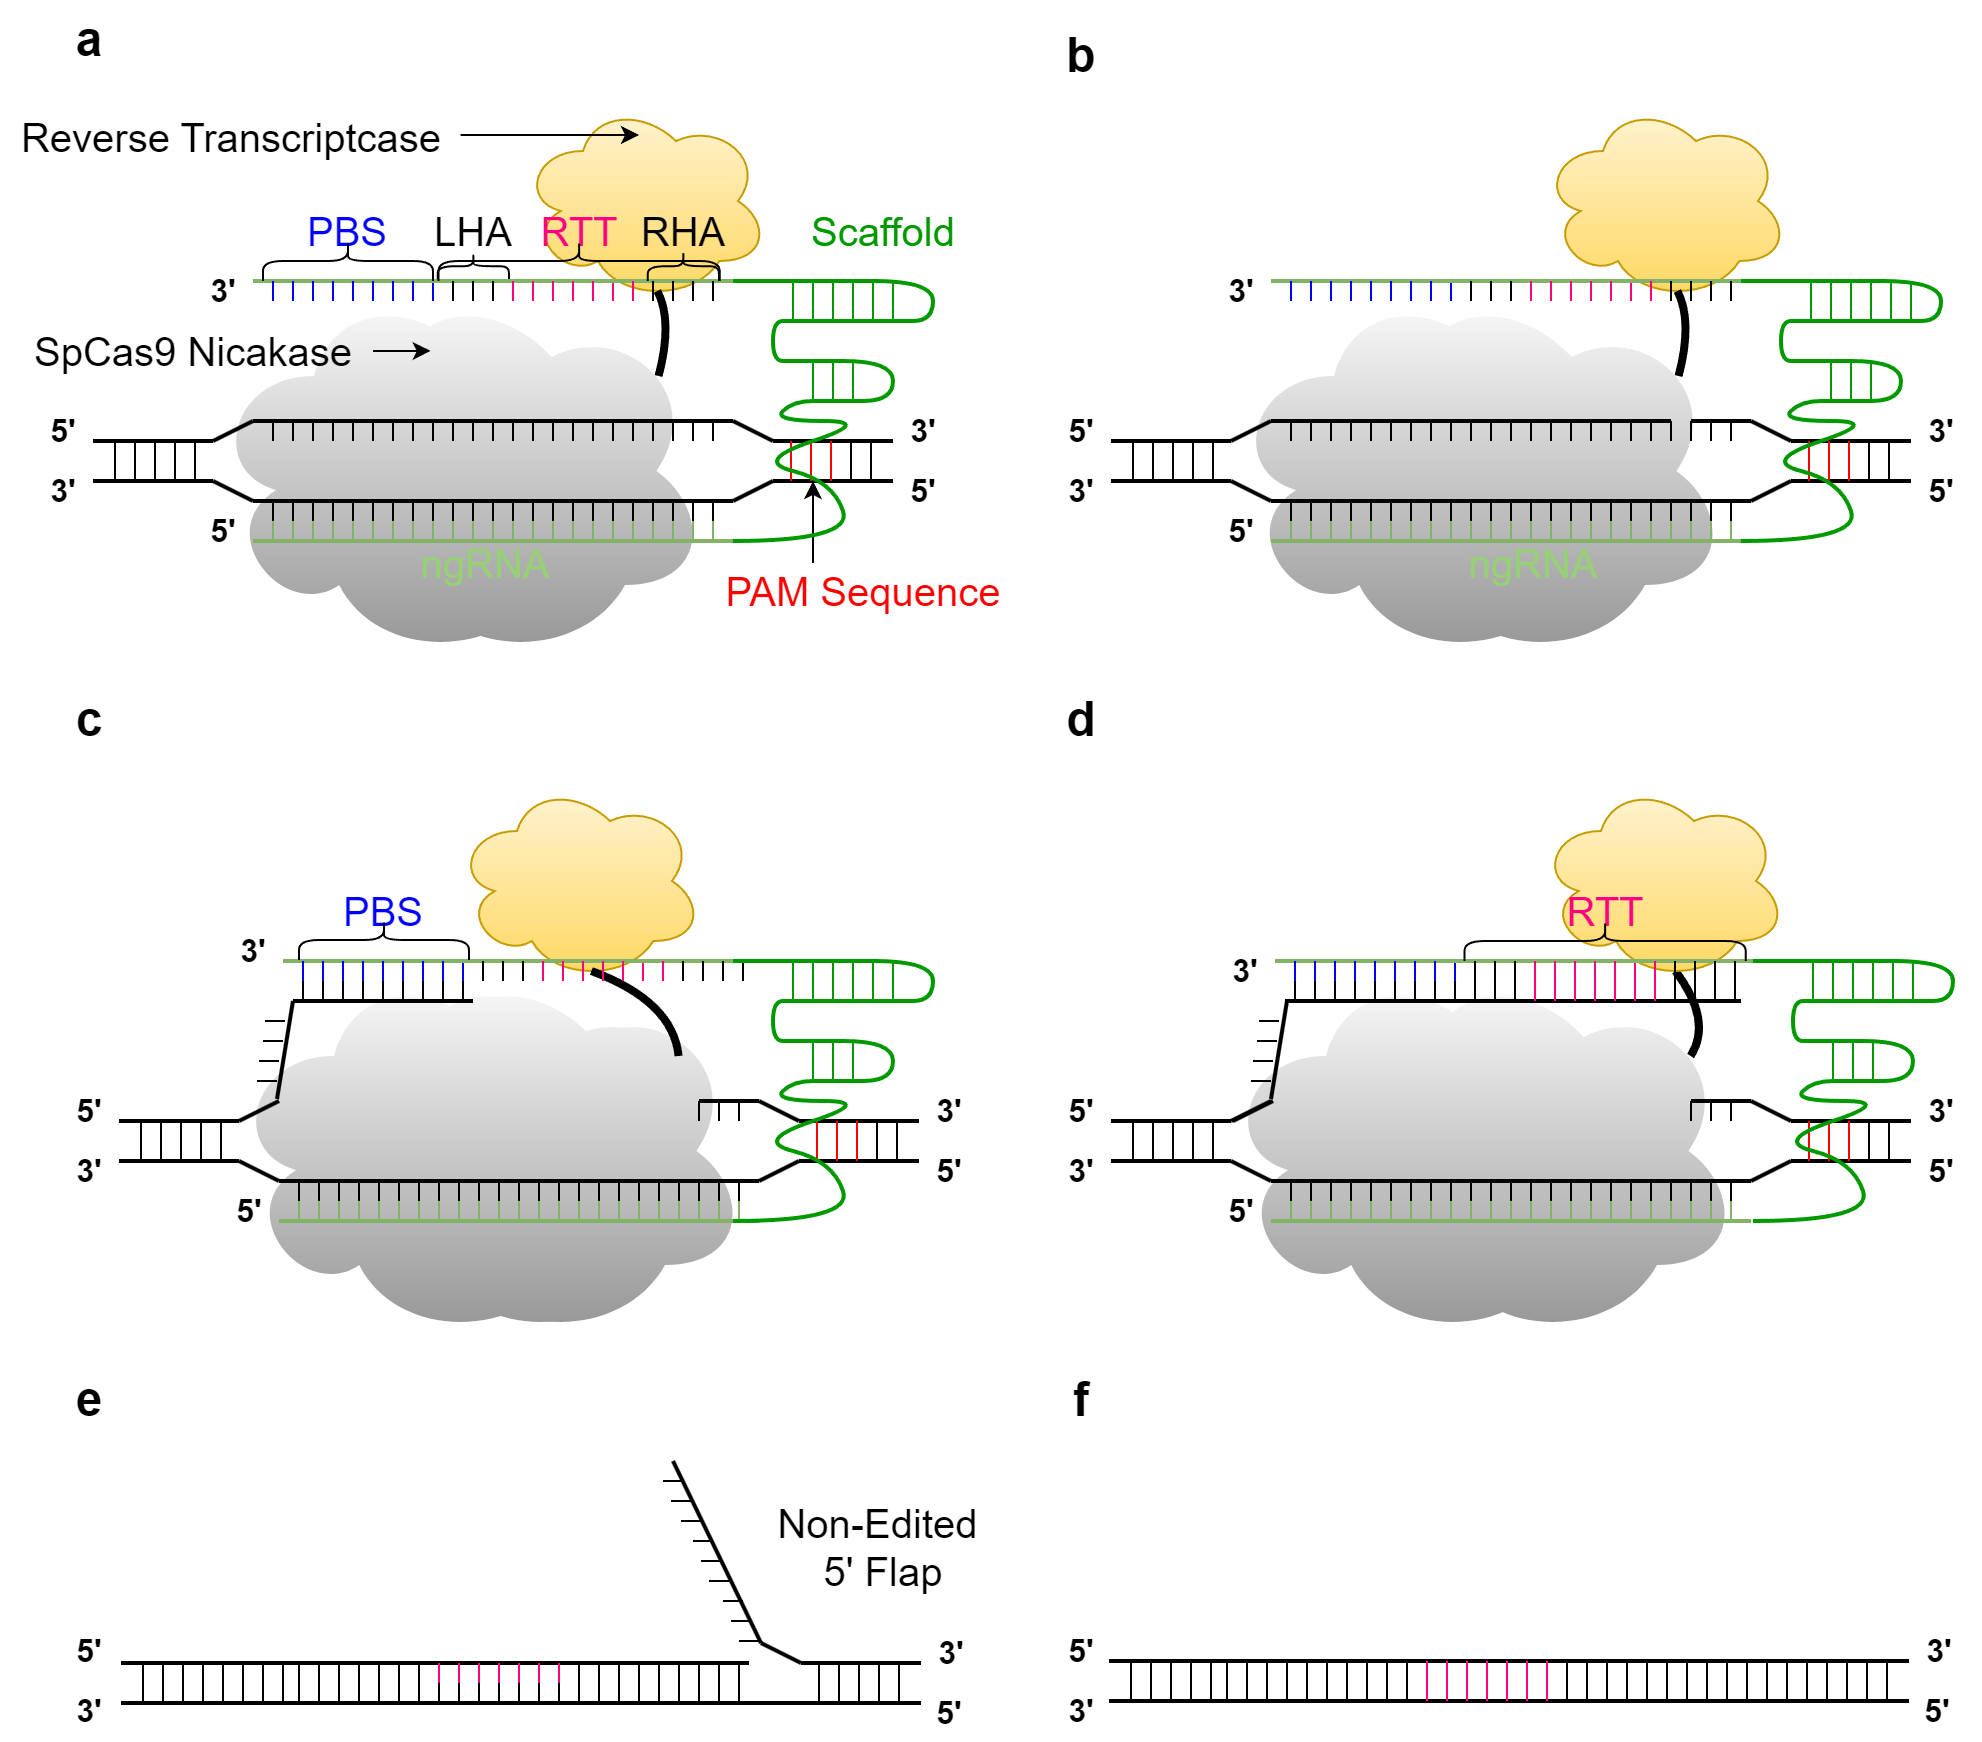 a
Reverse Transcriptcase
PBS LHA RTT RHA Scaffold
3'
SpCas9 Nicakase
5' 3'
3' 5'
5'
ngRNA
PAM Sequence
b
3'
5' 3'
3' 5'
5'
ngRNA
c
PBS
3'
5' 3'
3' 5'
5'
d
RTT
3'
5' 3'
3' 5'
5'
e
Non-Edited
5' Flap
5' 3'
3' 5'
f
5' 3'
3' 5'